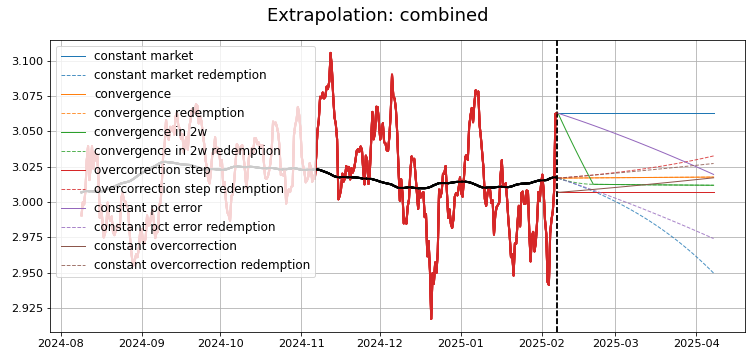 Extrapolation: combined
3.100
3.075
3.050
3.025
3.000
2.975
2.950
2.925
constant market
constant market redemption
convergence
convergence redemption
convergence in 2w
convergence in 2w redemption
overcorrection step
overcorrection step redemption
constant pct error
constant pct error redemption
constant overcorrection
constant overcorrection redemption
2024-08 2024-09 2024-10 2024-11 2024-12 2025-01 2025-02 2025-03 2025-04